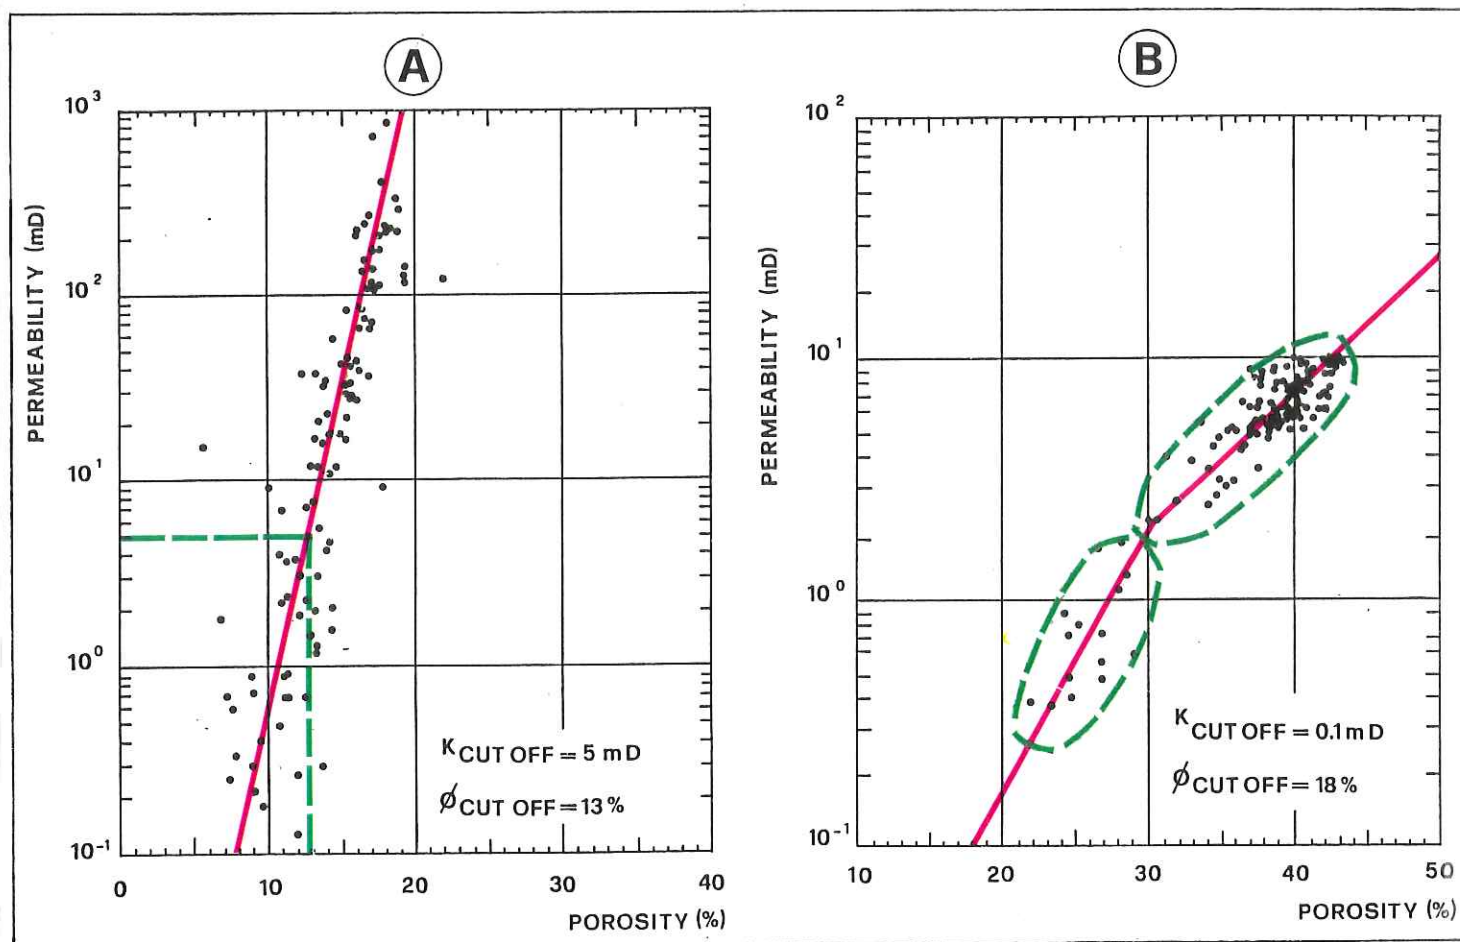 A
B
10³
10²
10¹
10⁰
10⁻¹
PERMEABILITY (mD)
0
10
20
30
40
POROSITY (%)
K CUT OFF = 5 mD
ϕ CUT OFF = 13 %
10²
10¹
10⁰
10⁻¹
PERMEABILITY (mD)
10
20
30
40
50
POROSITY (%)
K CUT OFF = 0.1 mD
ϕ CUT OFF = 18 %